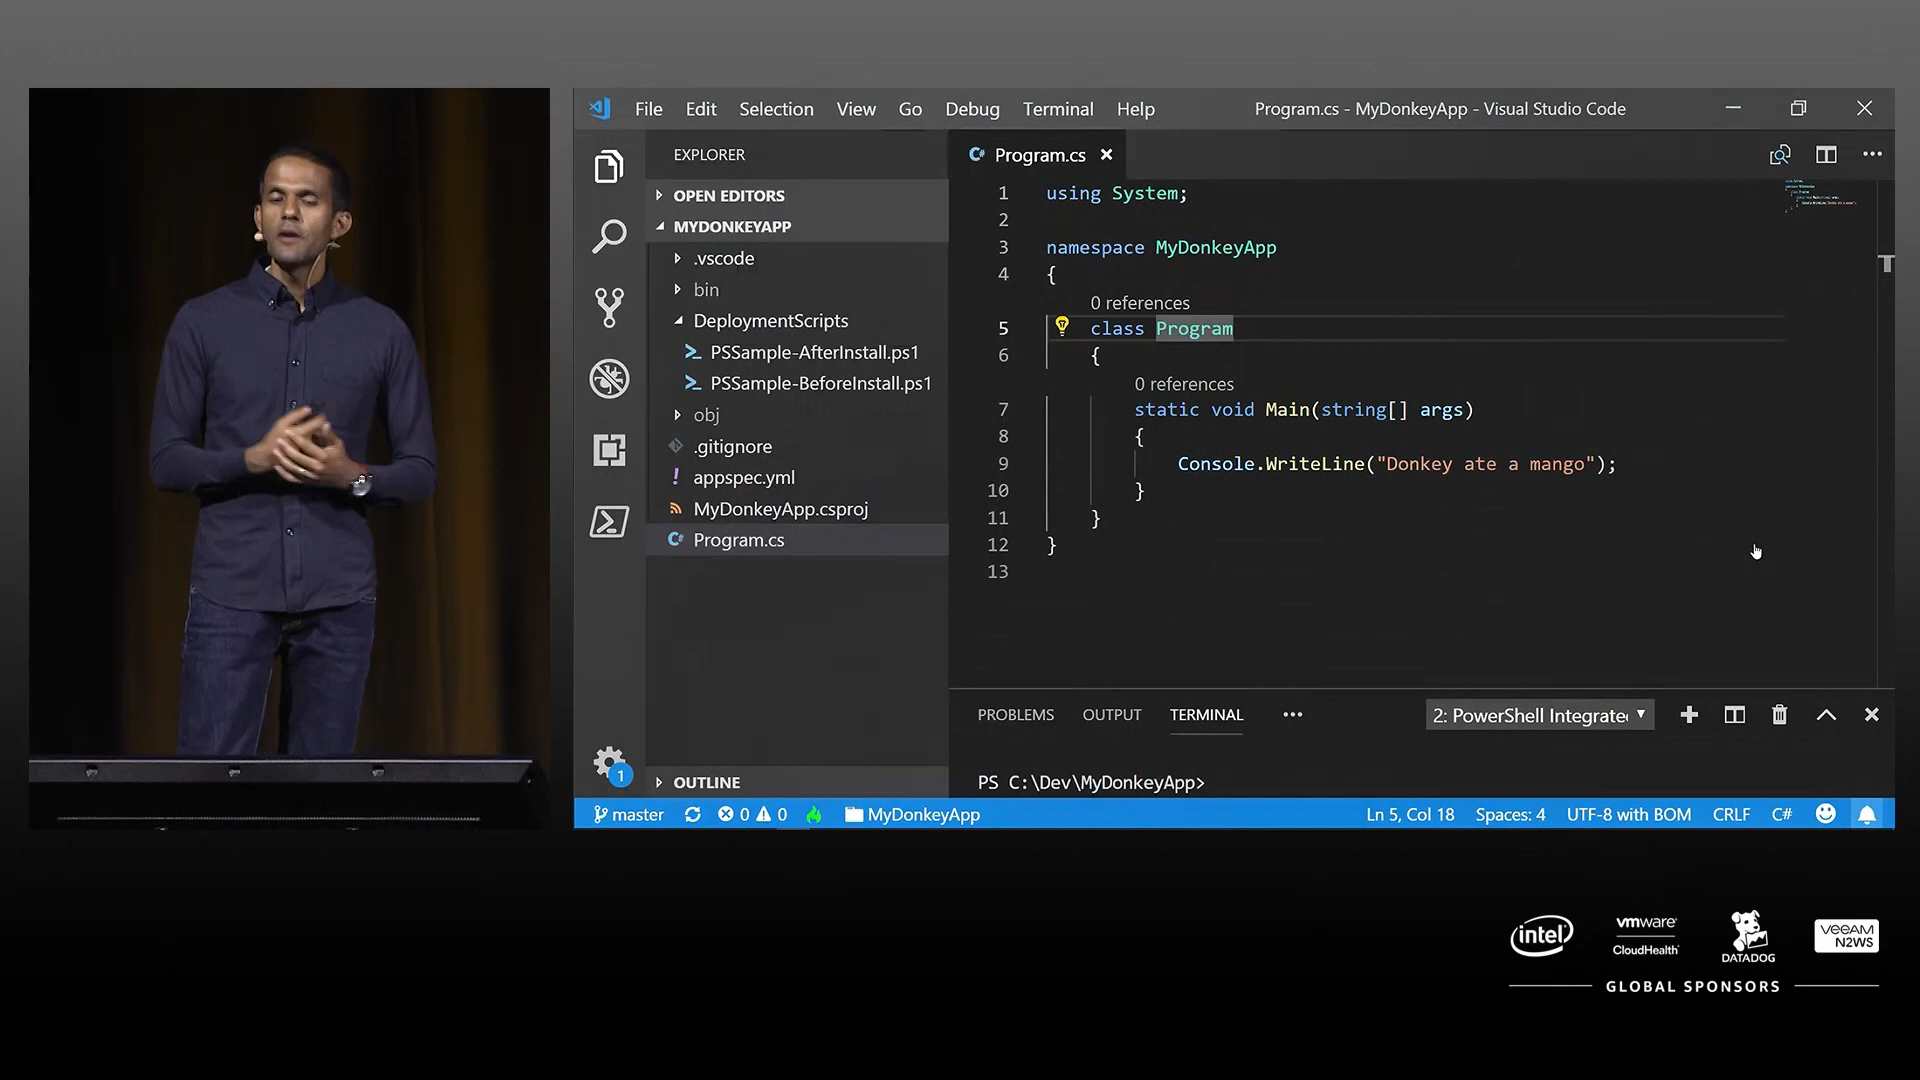 File Edit Selection View Go Debug Terminal Help Program.cs - MyDonkeyApp - Visual Studio Code
EXPLORER
OPEN EDITORS
MYDONKEYAPP
.vscode
bin
DeploymentScripts
PSSample-AfterInstall.ps1
PSSample-BeforeInstall.ps1
obj
.gitignore
appspec.yml
MyDonkeyApp.csproj
Program.cs
OUTLINE
1
Program.cs
1 using System;
2
3 namespace MyDonkeyApp
4 {
0 references
5 class Program
6 {
0 references
7 static void Main(string[] args)
8 {
9 Console.WriteLine("Donkey ate a mango");
10 }
11 }
12 }
13
PROBLEMS OUTPUT TERMINAL ••• 2: PowerShell Integrate
PS C:\Dev\MyDonkeyApp>
master 0 0 MyDonkeyApp Ln 5, Col 18 Spaces: 4 UTF-8 with BOM CRLF C#
intel
vmware
CloudHealth
DATADOG
VEEAM
N2WS
GLOBAL SPONSORS